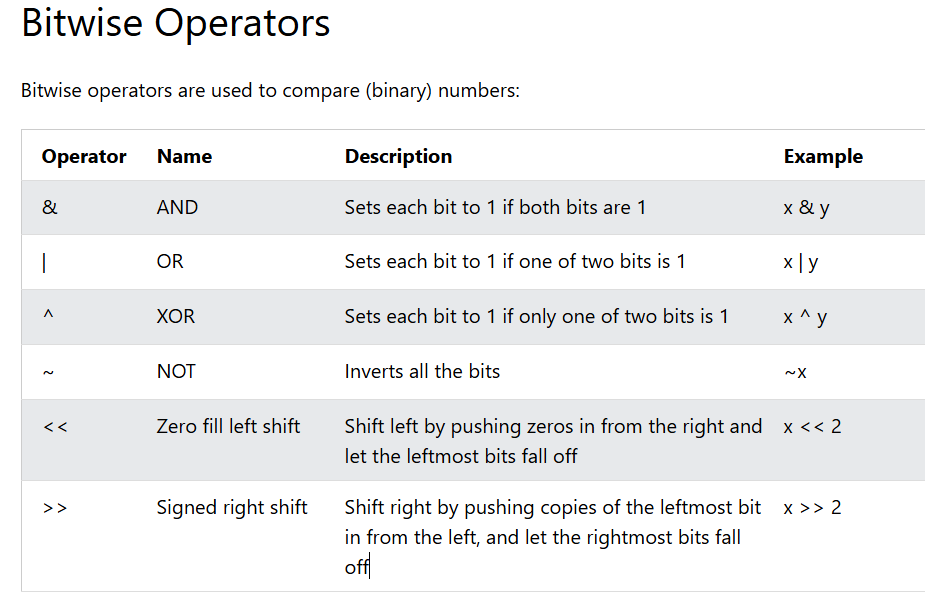 Bitwise Operators
Bitwise operators are used to compare (binary) numbers:
Operator Name Description Example
& AND Sets each bit to 1 if both bits are 1 x & y
| OR Sets each bit to 1 if one of two bits is 1 x | y
^ XOR Sets each bit to 1 if only one of two bits is 1 x ^ y
~ NOT Inverts all the bits ~x
<< Zero fill left shift Shift left by pushing zeros in from the right and x << 2
let the leftmost bits fall off
>> Signed right shift Shift right by pushing copies of the leftmost bit x >> 2
in from the left, and let the rightmost bits fall
off